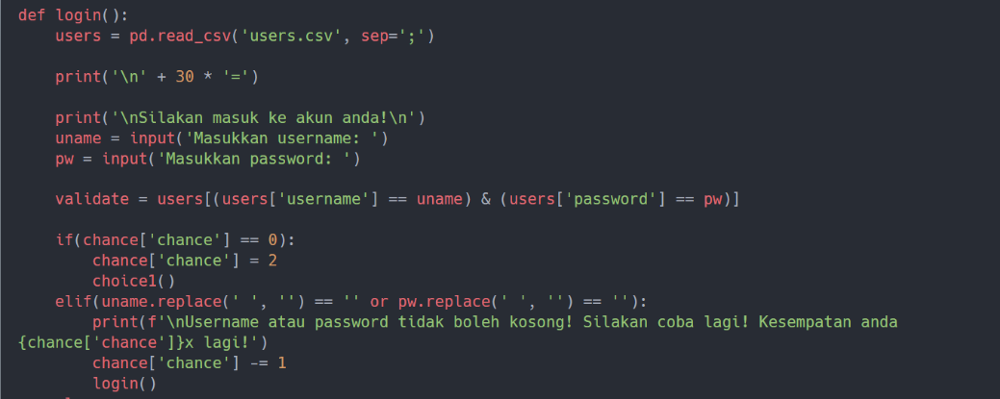 def login():
    users = pd.read_csv('users.csv', sep=';')
    print('\n' + 30 * '=')
    print('\nSilakan masuk ke akun anda!\n')
    uname = input('Masukkan username: ')
    pw = input('Masukkan password: ')
    validate = users[(users['username'] == uname) & (users['password'] == pw)]
    if(chance['chance'] == 0):
        chance['chance'] = 2
        choice1()
    elif(uname.replace(' ', '') == '' or pw.replace(' ', '') == ''):
        print(f'\nUsername atau password tidak boleh kosong! Silakan coba lagi! Kesempatan anda
{chance['chance']}x lagi!')
        chance['chance'] -= 1
        login()